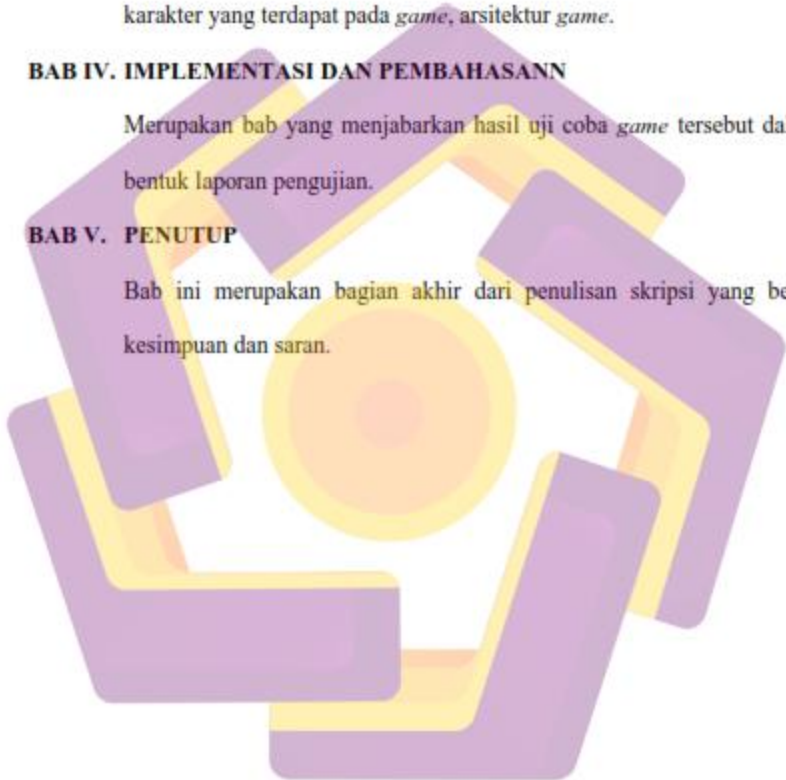 karakter yang terdapat pada game, arsitektur game.
BAB IV. IMPLEMENTASI DAN PEMBAHASANN
Merupakan bab yang menjabarkan hasil uji coba game tersebut da
bentuk laporan pengujian.
BAB V. PENUTUP
Bab ini merupakan bagian akhir dari penulisan skripsi yang be
kesimpuan dan saran.